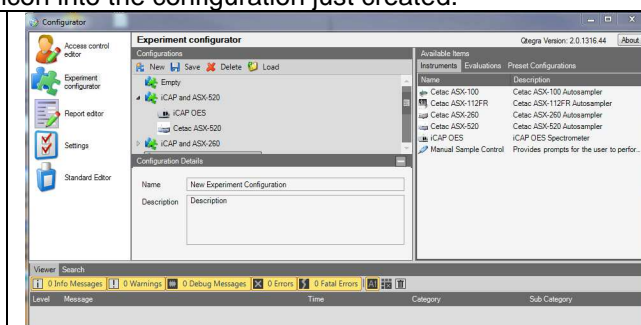 icon into the configuration just created.
Configurator
Access control editor
Experiment configurator
Report editor
Settings
Standard Editor
Experiment configurator
Qtegra Version: 2.0.1316.44 About
Configurations
New Save Delete Load
Empty
iCAP and ASX-520
iCAP OES
Cetac ASX-520
iCAP and ASX-260
Configuration Details
Name New Experiment Configuration
Description Description
Available Items
Instruments Evaluations Preset Configurations
Name Description
Cetac ASX-100 Cetac ASX-100 Autosampler
Cetac ASX-112FR Cetac ASX-112FR Autosampler
Cetac ASX-260 Cetac ASX-260 Autosampler
Cetac ASX-520 Cetac ASX-520 Autosampler
iCAP OES iCAP OES Spectrometer
Manual Sample Control Provides prompts for the user to perfor...
Viewer Search
0 Info Messages 0 Warnings 0 Debug Messages 0 Errors 0 Fatal Errors
Level Message Time Category Sub Category